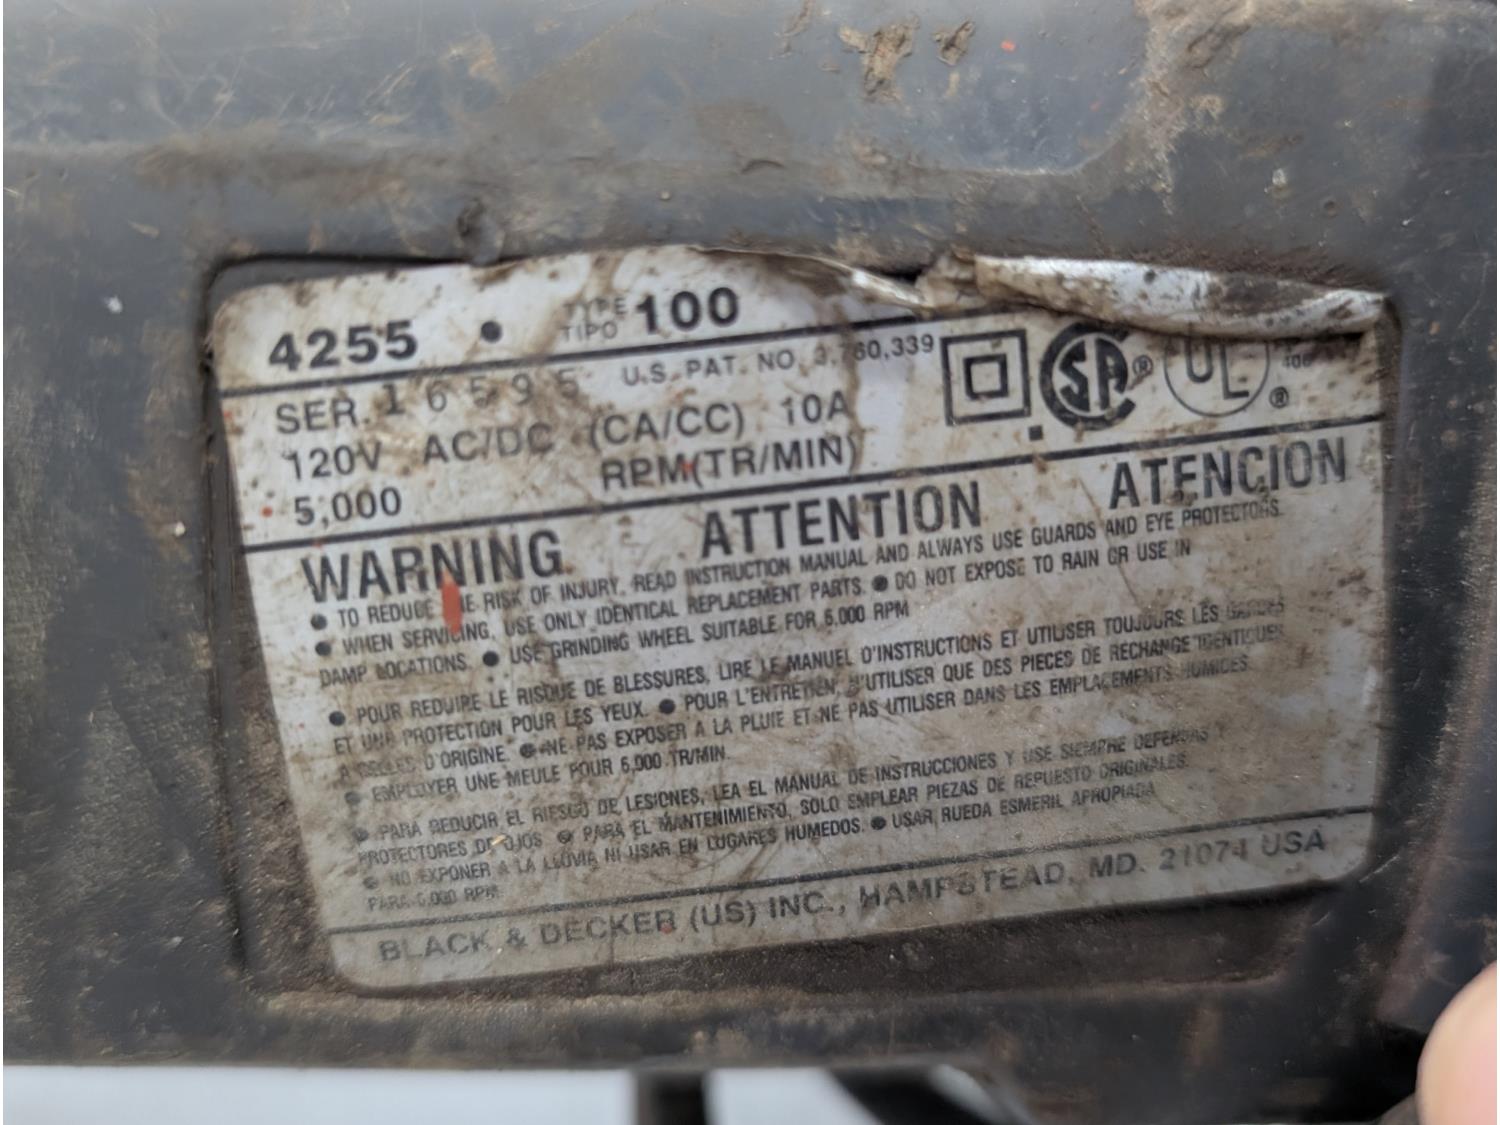 4255 • TYPE TIPO 100
SER. 16595 U.S. PAT. NO. 3,760,339
120V AC/DC (CA/CC) 10A
5,000 RPM(TR/MIN)
SA ® UL ®
WARNING ATTENTION ATENCION
● TO REDUCE THE RISK OF INJURY, READ INSTRUCTION MANUAL AND ALWAYS USE GUARDS AND EYE PROTECTORS.
● WHEN SERVICING, USE ONLY IDENTICAL REPLACEMENT PARTS. ● DO NOT EXPOSE TO RAIN OR USE IN
DAMP LOCATIONS. ● USE GRINDING WHEEL SUITABLE FOR 6,000 RPM
● POUR REDUIRE LE RISQUE DE BLESSURES, LIRE LE MANUEL D'INSTRUCTIONS ET UTILISER TOUJOURS LES GARDES
ET UNE PROTECTION POUR LES YEUX. ● POUR L'ENTRETIEN, N'UTILISER QUE DES PIECES DE RECHANGE IDENTIQUES
A CELLES D'ORIGINE. ● NE PAS EXPOSER A LA PLUIE ET NE PAS UTILISER DANS LES EMPLACEMENTS HUMIDES.
● EMPLOYER UNE MEULE POUR 6,000 TR/MIN.
● PARA REDUCIR EL RIESGO DE LESIONES, LEA EL MANUAL DE INSTRUCCIONES Y USE SIEMPRE DEFENSAS Y
PROTECTORES DE OJOS ● PARA EL MANTENIMIENTO, SOLO EMPLEAR PIEZAS DE REPUESTO ORIGINALES.
● NO EXPONER A LA LLUVIA NI USAR EN LUGARES HUMEDOS. ● USAR RUEDA ESMERIL APROPIADA
PARA 6,000 RPM.
BLACK & DECKER (US) INC., HAMPSTEAD, MD. 21074 USA